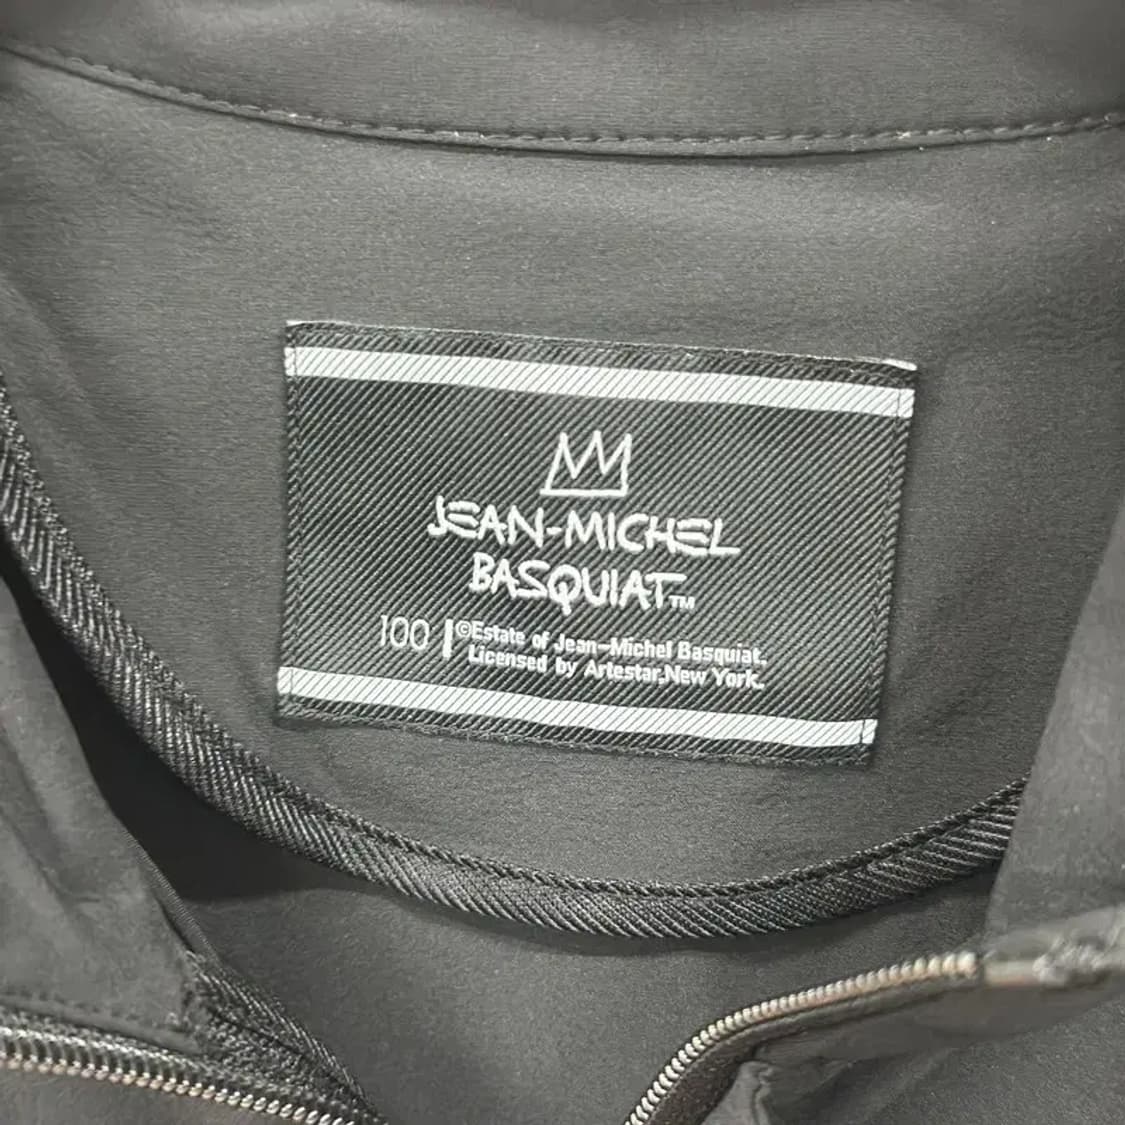 JEAN-MICHEL
BASQUIAT™
100 ©Estate of Jean-Michel Basquiat.
Licensed by Artestar,New York.